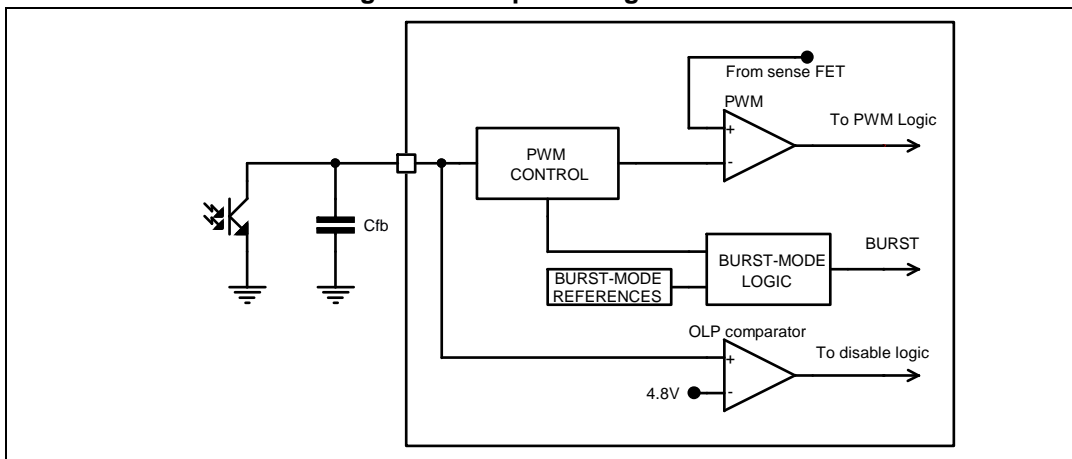 From sense FET
PWM
+
-
To PWM Logic
PWM
CONTROL
Cfb
BURST-MODE
REFERENCES
BURST-MODE
LOGIC
BURST
OLP comparator
+
-
4.8V
To disable logic